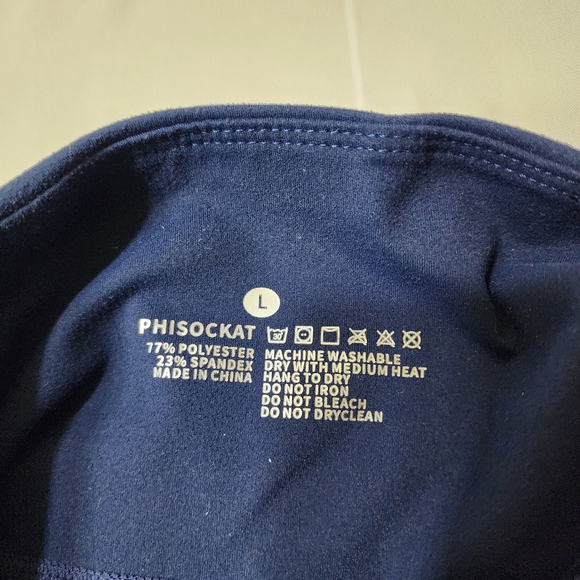 L
PHISOCKAT
77% POLYESTER
23% SPANDEX
MADE IN CHINA
30
MACHINE WASHABLE
DRY WITH MEDIUM HEAT
HANG TO DRY
DO NOT IRON
DO NOT BLEACH
DO NOT DRYCLEAN